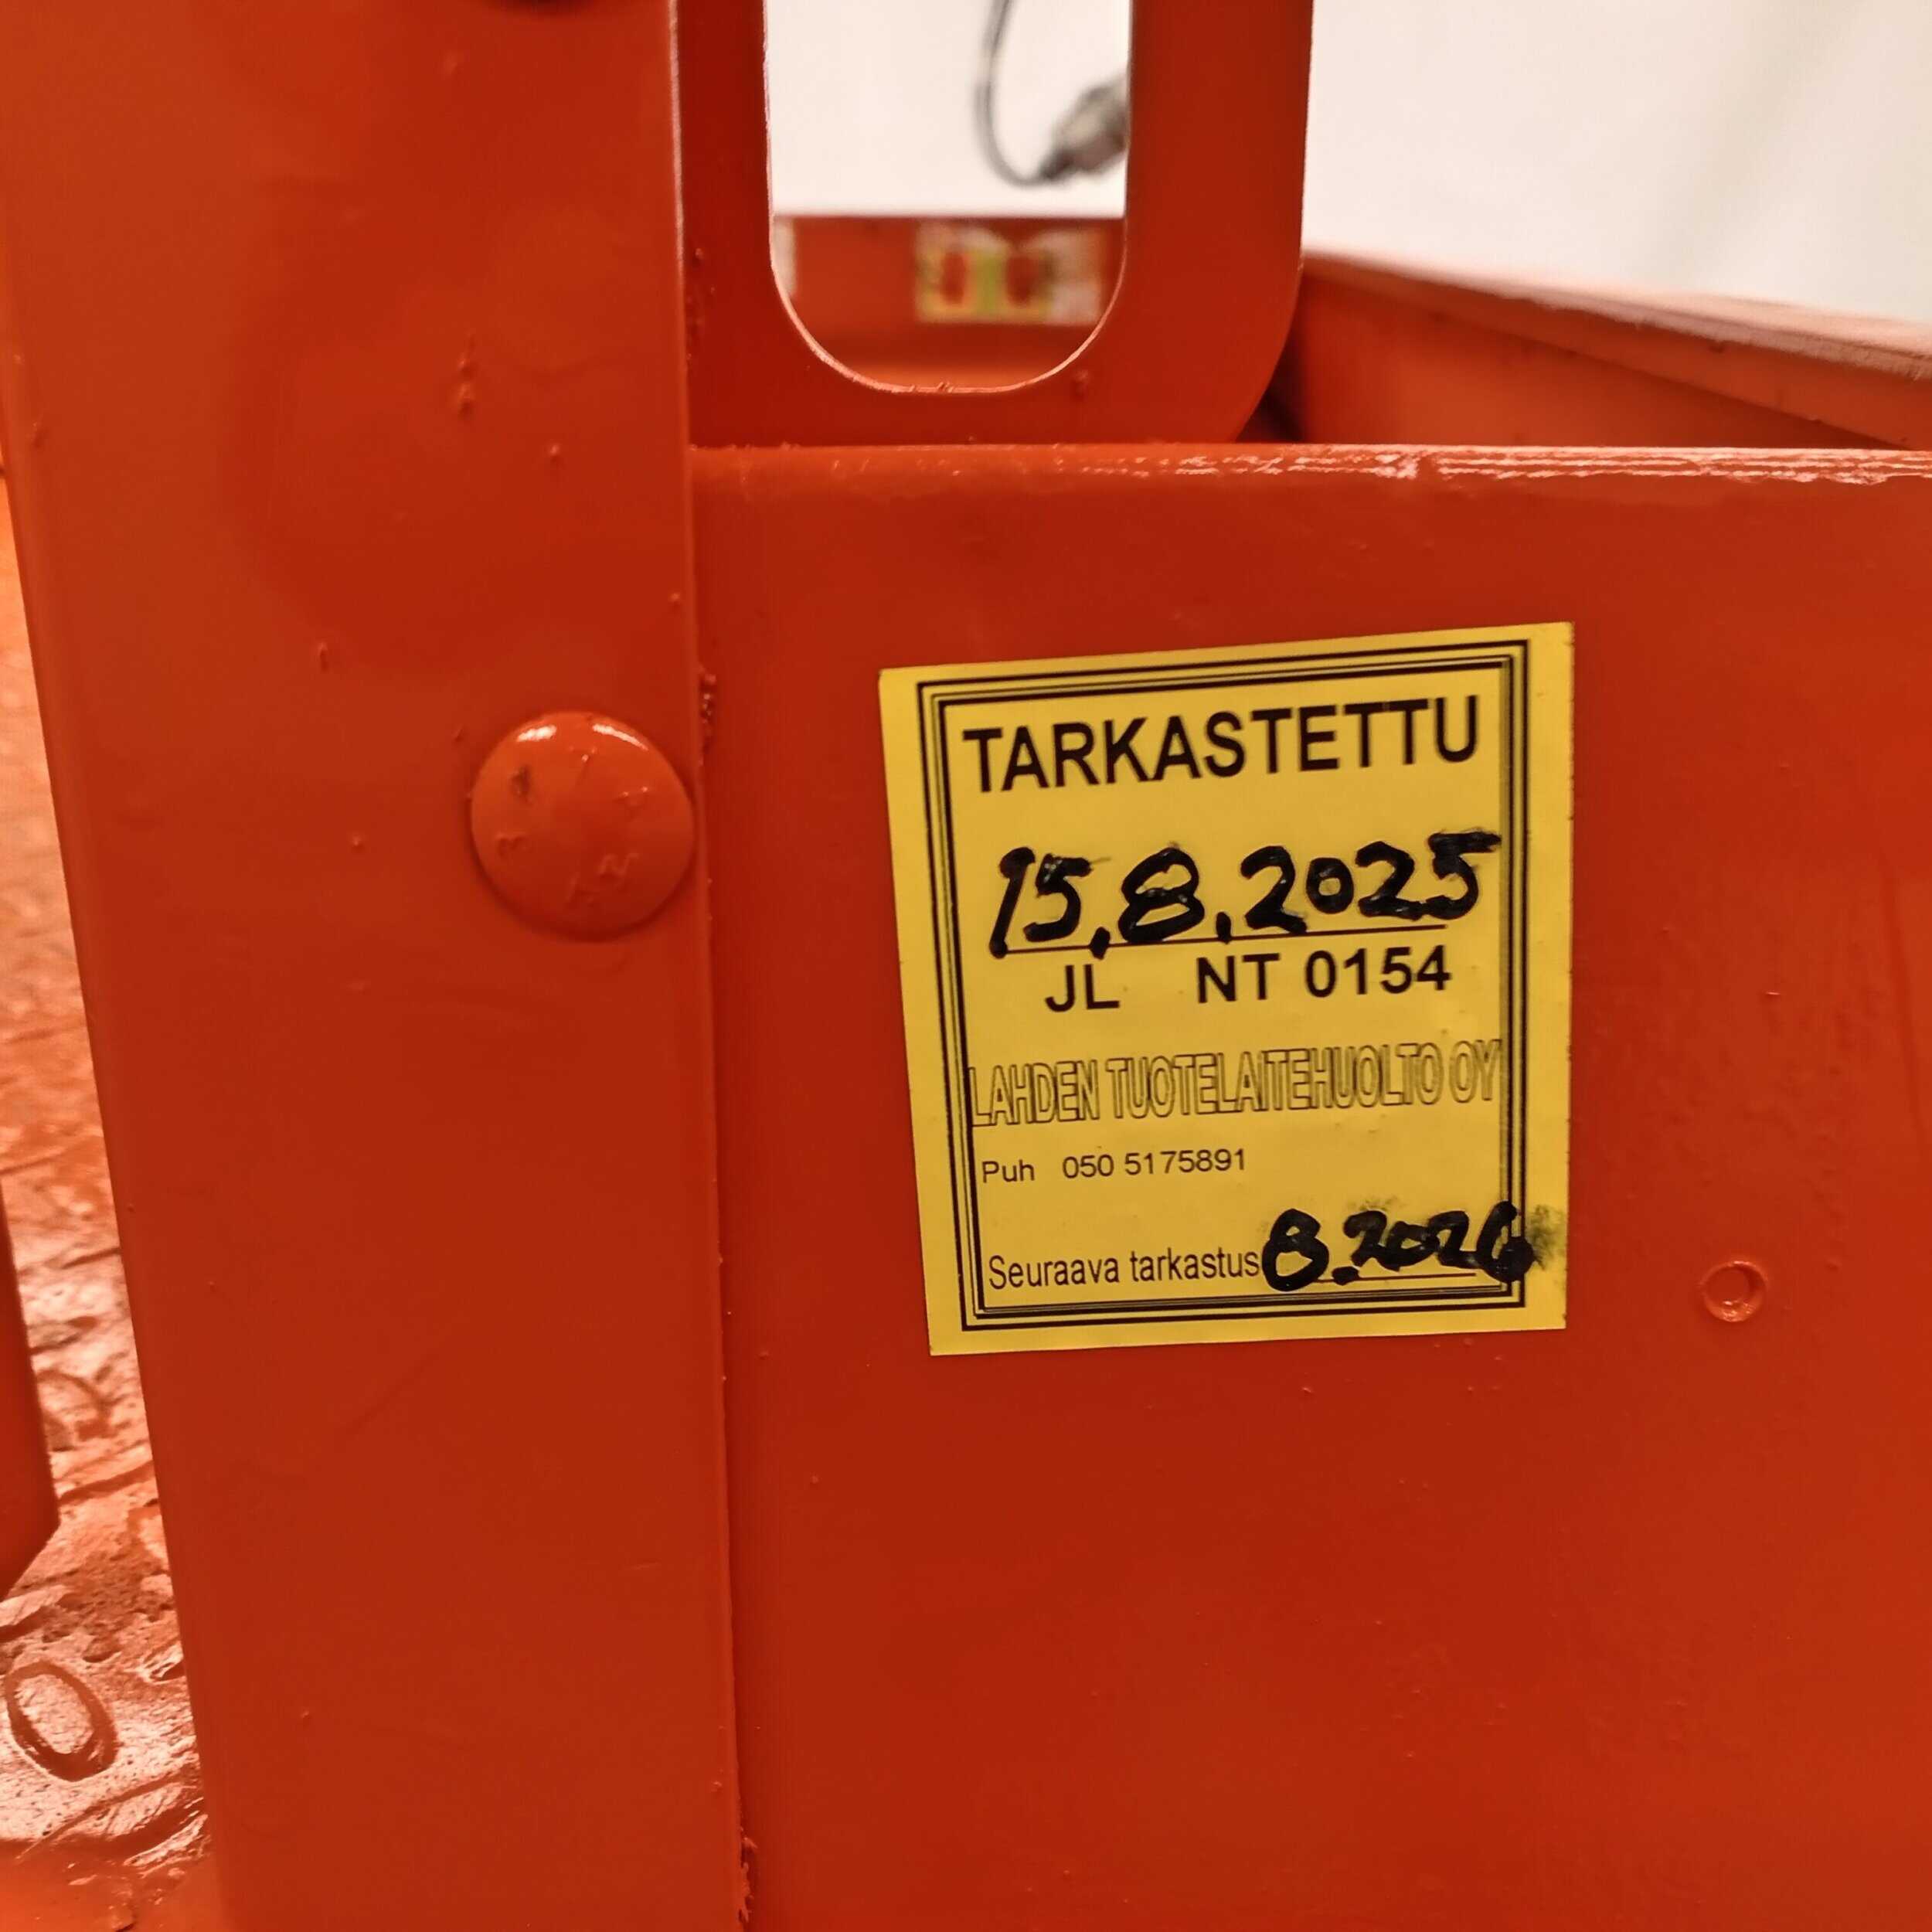 TARKASTETTU
15.8.2025
JL NT 0154
LAHDEN TUOTELAITEHUOLTO OY
Puh 050 5175891
Seuraava tarkastus 8.2026